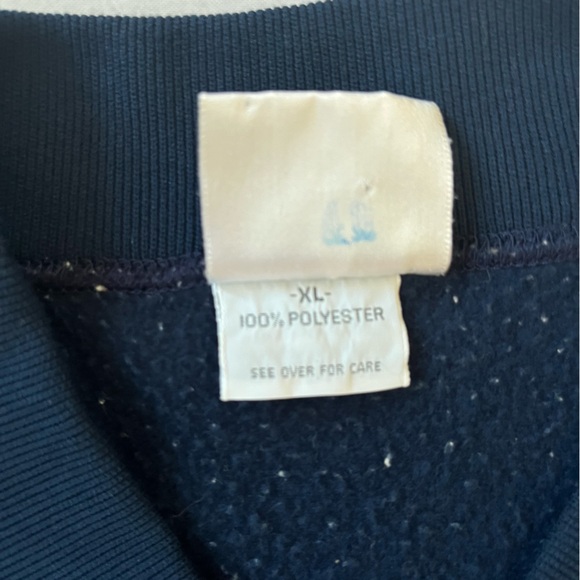 -XL-
100% POLYESTER
SEE OVER FOR CARE